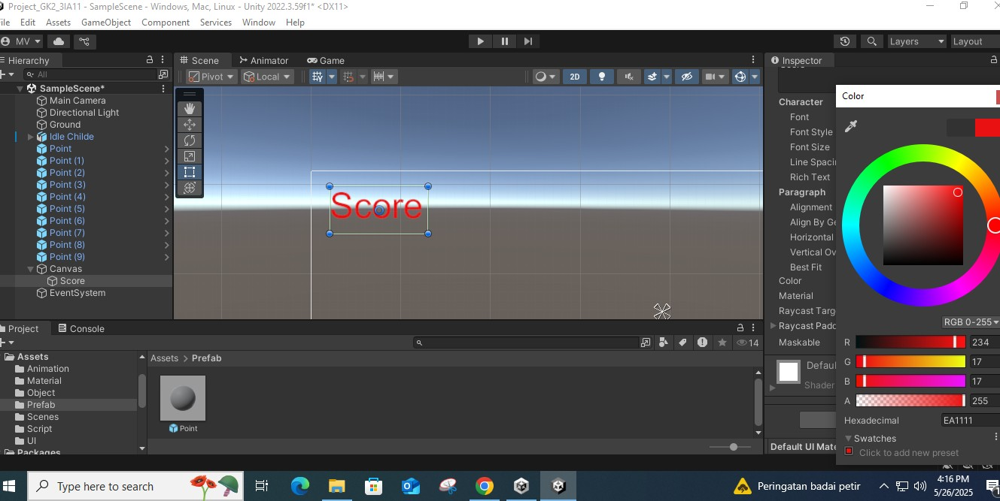 Project_GK2_3IA11 - SampleScene - Windows, Mac, Linux - Unity 2022.3.59f1* <DX11>
File Edit Assets GameObject Component Services Window Help
MV Layers Layout
Hierarchy Scene Animator Game Inspector
All Pivot Local 2D
SampleScene*
Main Camera
Directional Light
Ground
Idle Childe
Point
Point (1)
Point (2)
Point (3)
Point (4)
Point (5)
Point (6)
Point (7)
Point (8)
Point (9)
Canvas
Score
EventSystem
Score
Character
Font
Font Style
Font Size
Line Spaci
Rich Text
Paragraph
Alignment
Align By Ge
Horizontal
Vertical Ov
Best Fit
Color
Material
Raycast Targ
Raycast Padd
Maskable
Defaul
Shader
Default UI Mate
Color
RGB 0-255
R 234
G 17
B 17
A 255
Hexadecimal EA1111
Swatches
Click to add new preset
Project Console
14
Assets
Animation
Material
Object
Prefab
Scenes
Script
UI
Packages
Assets > Prefab
Point
Type here to search
Peringatan badai petir
4:16 PM
5/26/2025
1